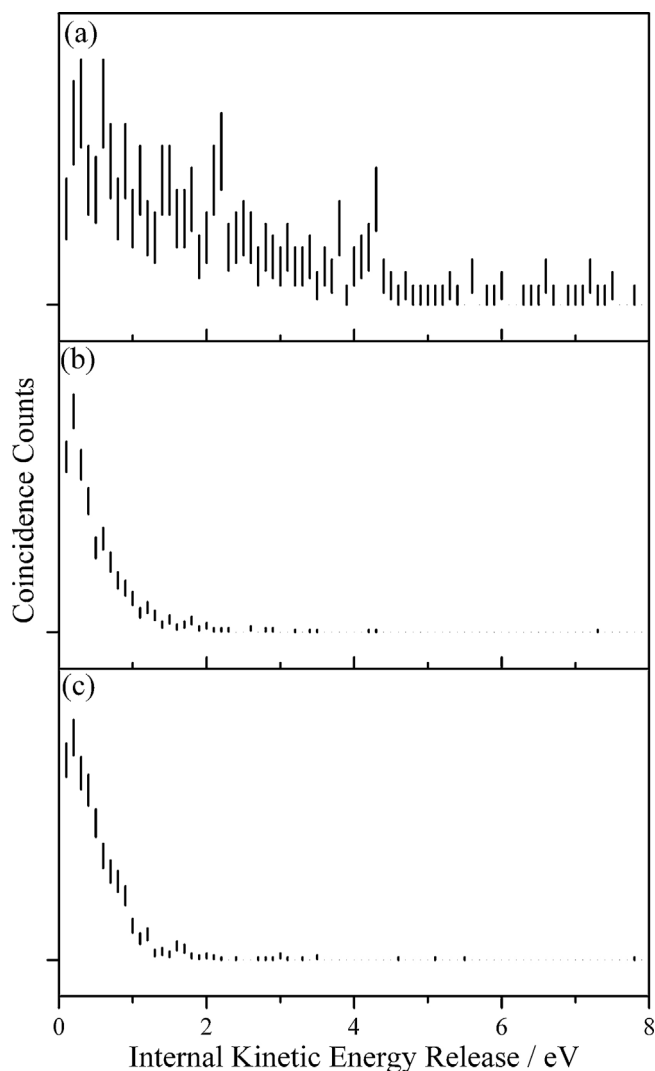 (a)
(b)
Coincidence Counts
(c)
0 2 4 6 8
Internal Kinetic Energy Release / eV